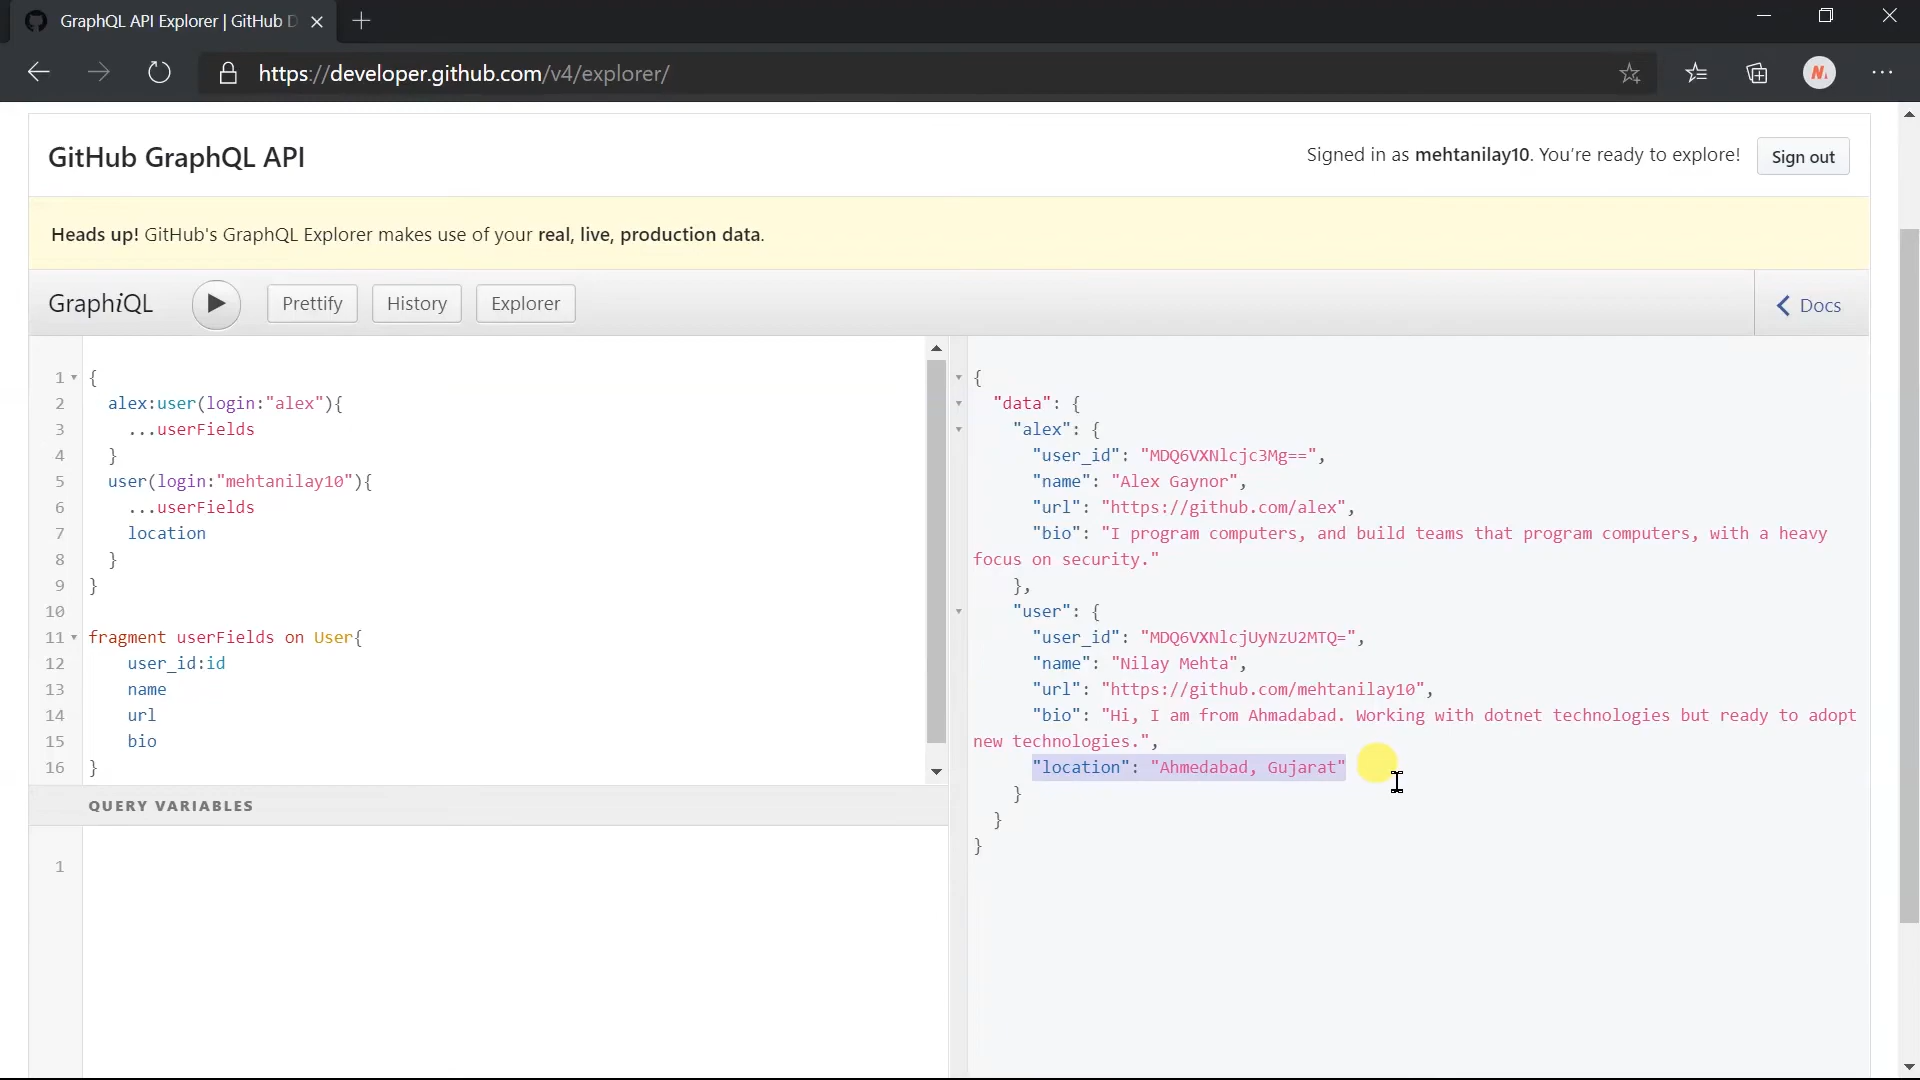 GraphQL API Explorer | GitHub D
https://developer.github.com/v4/explorer/
N.
GitHub GraphQL API
Signed in as mehtanilay10. You're ready to explore!
Sign out
Heads up! GitHub's GraphQL Explorer makes use of your real, live, production data.
GraphiQL
Prettify
History
Explorer
Docs
1 {
2 alex:user(login:"alex"){
3 ...userFields
4 }
5 user(login:"mehtanilay10"){
6 ...userFields
7 location
8 }
9 }
10
11 fragment userFields on User{
12 user_id:id
13 name
14 url
15 bio
16 }
QUERY VARIABLES
1
{
"data": {
"alex": {
"user_id": "MDQ6VXNlcjc3Mg==",
"name": "Alex Gaynor",
"url": "https://github.com/alex",
"bio": "I program computers, and build teams that program computers, with a heavy
focus on security."
},
"user": {
"user_id": "MDQ6VXNlcjUyNzU2MTQ=",
"name": "Nilay Mehta",
"url": "https://github.com/mehtanilay10",
"bio": "Hi, I am from Ahmadabad. Working with dotnet technologies but ready to adopt
new technologies.",
"location": "Ahmedabad, Gujarat"
}
}
}